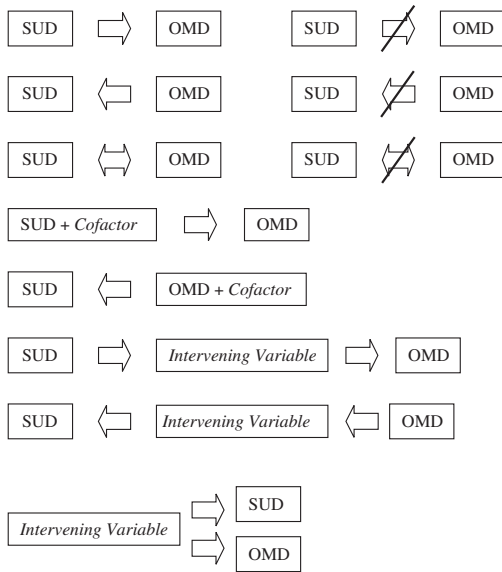 SUD OMD SUD OMD
SUD OMD SUD OMD
SUD OMD SUD OMD
SUD + Cofactor OMD
SUD OMD + Cofactor
SUD Intervening Variable OMD
SUD Intervening Variable OMD
SUD
Intervening Variable
OMD